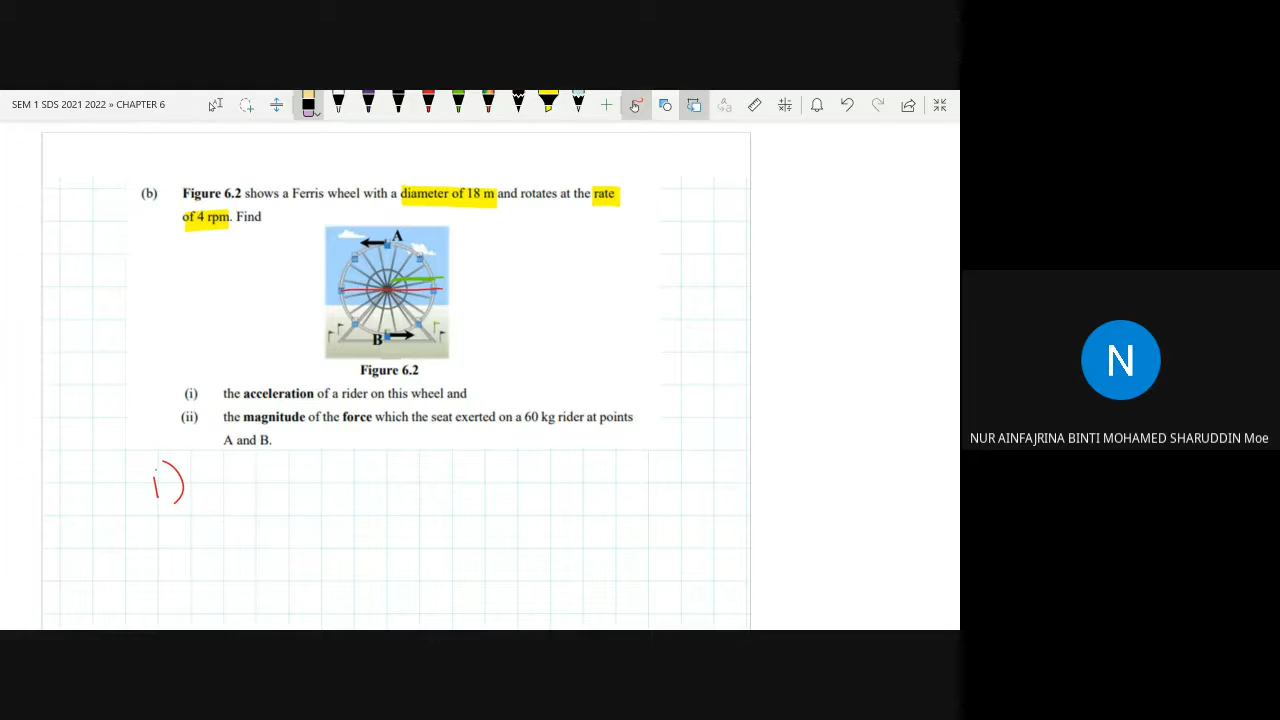 SEM 1 SDS 2021 2022 » CHAPTER 6
(b) Figure 6.2 shows a Ferris wheel with a diameter of 18 m and rotates at the rate
of 4 rpm. Find
A
B
Figure 6.2
(i) the acceleration of a rider on this wheel and
(ii) the magnitude of the force which the seat exerted on a 60 kg rider at points
A and B.
i)
N
NUR AINFAJRINA BINTI MOHAMED SHARUDDIN Moe